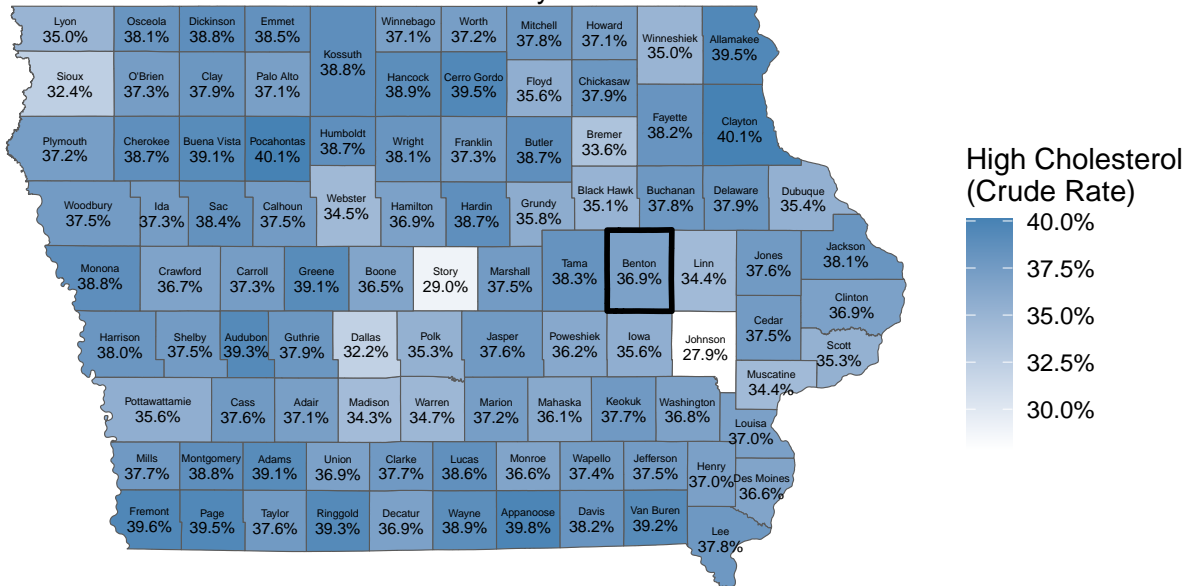 Lyon
35.0%
Osceola
38.1%
Dickinson
38.8%
Emmet
38.5%
Kossuth
38.8%
Winnebago
37.1%
Worth
37.2%
Mitchell
37.8%
Howard
37.1%
Winneshiek
35.0%
Allamakee
39.5%
Sioux
32.4%
O'Brien
37.3%
Clay
37.9%
Palo Alto
37.1%
Hancock
38.9%
Cerro Gordo
39.5%
Floyd
35.6%
Chickasaw
37.9%
Fayette
38.2%
Clayton
40.1%
Plymouth
37.2%
Cherokee
38.7%
Buena Vista
39.1%
Pocahontas
40.1%
Humboldt
38.7%
Wright
38.1%
Franklin
37.3%
Butler
38.7%
Bremer
33.6%
Woodbury
37.5%
Ida
37.3%
Sac
38.4%
Calhoun
37.5%
Webster
34.5%
Hamilton
36.9%
Hardin
38.7%
Grundy
35.8%
Black Hawk
35.1%
Buchanan
37.8%
Delaware
37.9%
Dubuque
35.4%
Monona
38.8%
Crawford
36.7%
Carroll
37.3%
Greene
39.1%
Boone
36.5%
Story
29.0%
Marshall
37.5%
Tama
38.3%
Benton
36.9%
Linn
34.4%
Jones
37.6%
Jackson
38.1%
Clinton
36.9%
Harrison
38.0%
Shelby
37.5%
Audubon
39.3%
Guthrie
37.9%
Dallas
32.2%
Polk
35.3%
Jasper
37.6%
Poweshiek
36.2%
Iowa
35.6%
Johnson
27.9%
Cedar
37.5%
Scott
35.3%
Muscatine
34.4%
Pottawattamie
35.6%
Cass
37.6%
Adair
37.1%
Madison
34.3%
Warren
34.7%
Marion
37.2%
Mahaska
36.1%
Keokuk
37.7%
Washington
36.8%
Louisa
37.0%
Mills
37.7%
Montgomery
38.8%
Adams
39.1%
Union
36.9%
Clarke
37.7%
Lucas
38.6%
Monroe
36.6%
Wapello
37.4%
Jefferson
37.5%
Henry
37.0%
Des Moines
36.6%
Fremont
39.6%
Page
39.5%
Taylor
37.6%
Ringgold
39.3%
Decatur
36.9%
Wayne
38.9%
Appanoose
39.8%
Davis
38.2%
Van Buren
39.2%
Lee
37.8%
High Cholesterol
(Crude Rate)
40.0%
37.5%
35.0%
32.5%
30.0%